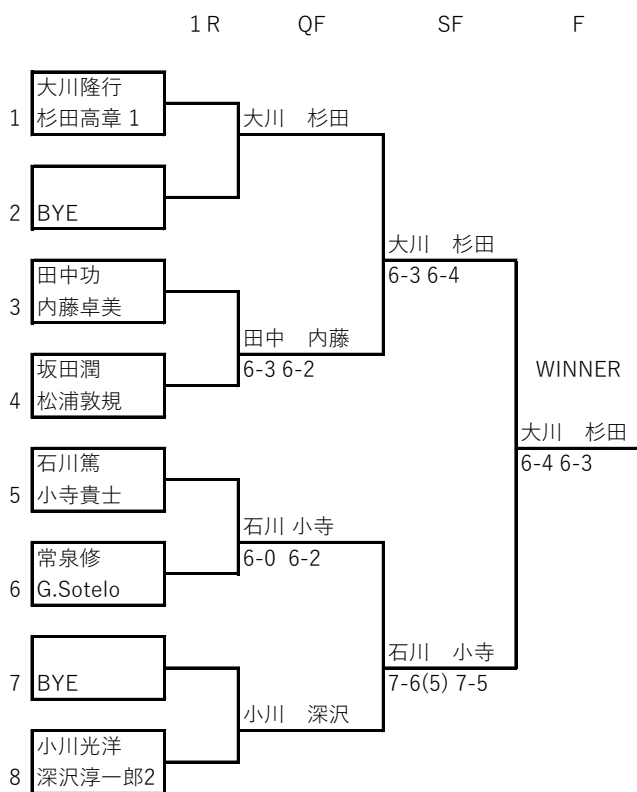 1 R QF SF F
大川隆行
1 杉田高章 1
大川　杉田
2 BYE
大川　杉田
6-3 6-4
田中功
3 内藤卓美
田中　内藤
6-3 6-2
坂田潤
4 松浦敦規
WINNER
大川　杉田
6-4 6-3
石川篤
5 小寺貴士
石川 小寺
6-0 6-2
常泉修
6 G.Sotelo
石川　小寺
7-6(5) 7-5
7 BYE
小川　深沢
小川光洋
8 深沢淳一郎2